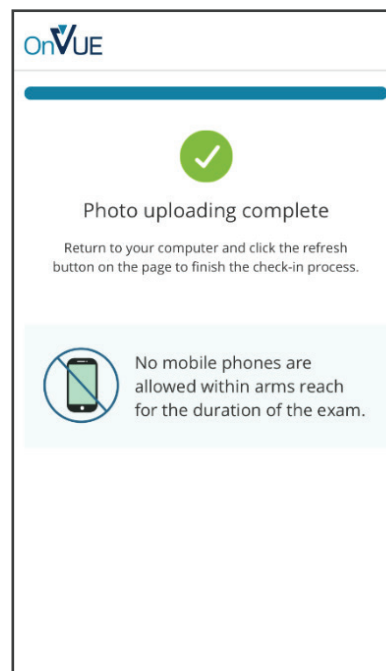 OnVUE
Photo uploading complete
Return to your computer and click the refresh
button on the page to finish the check-in process.
No mobile phones are
allowed within arms reach
for the duration of the exam.